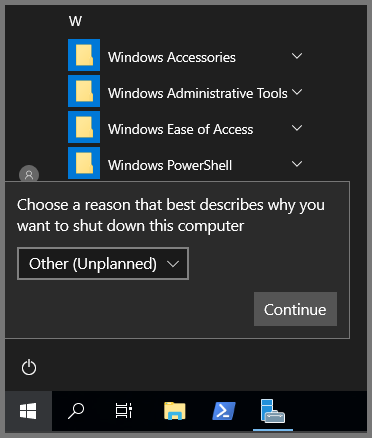 W
Windows Accessories
Windows Administrative Tools
Windows Ease of Access
Windows PowerShell
Choose a reason that best describes why you
want to shut down this computer
Other (Unplanned)
Continue